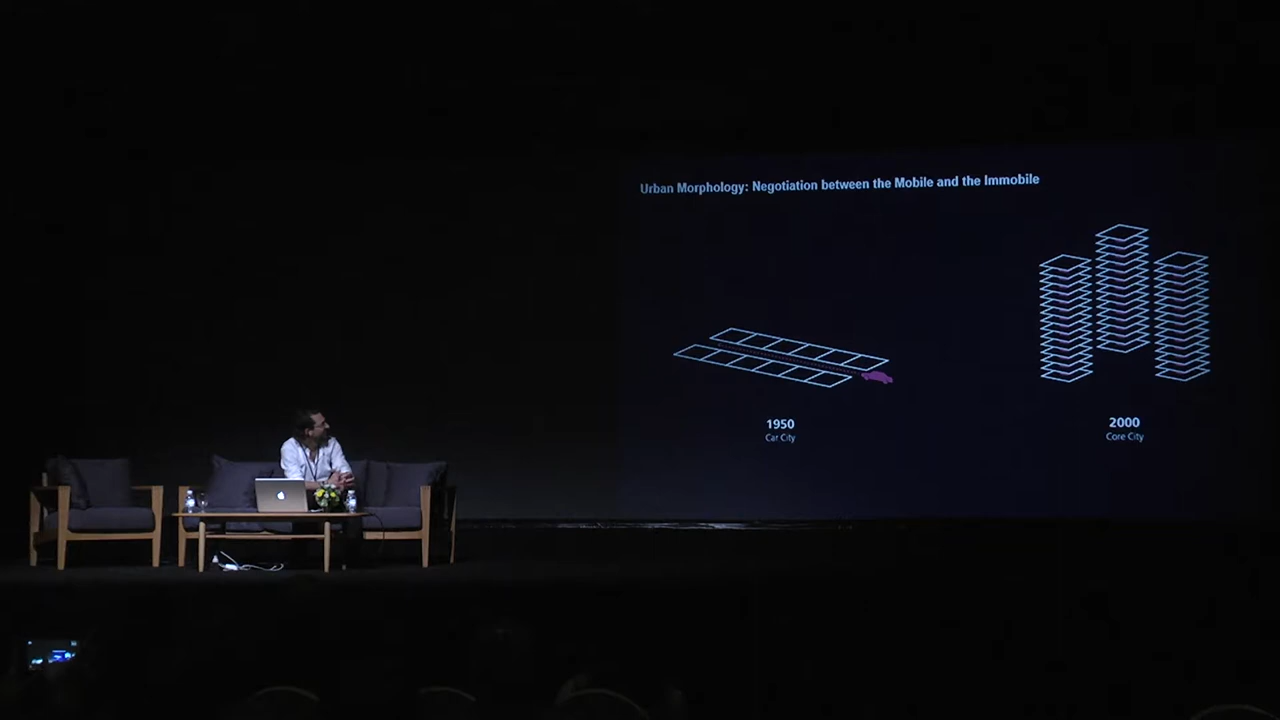 Urban Morphology: Negotiation between the Mobile and the Immobile
1950
Car City
2000
Core City